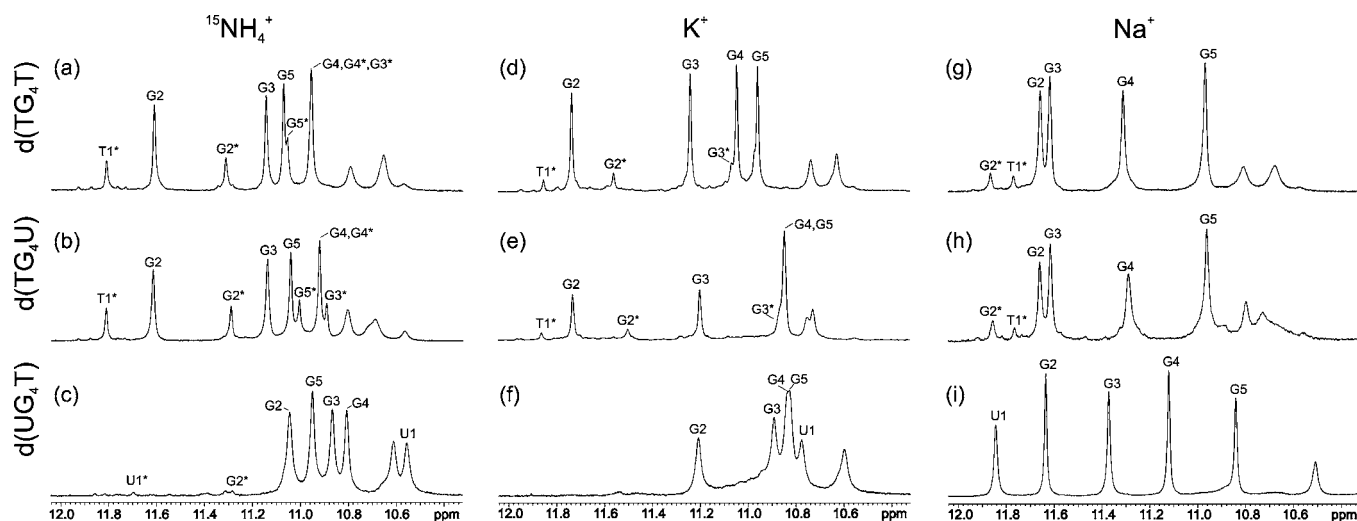 ¹⁵NH₄⁺ K⁺ Na⁺
d(TG₄T)
(a) T1* G2 G2* G3 G5 G5* G4,G4*,G3*
(d) T1* G2 G2* G3 G3* G4 G5
(g) G2* T1* G2 G3 G4 G5
d(TG₄U)
(b) T1* G2 G2* G3 G5 G5* G4,G4* G3*
(e) T1* G2 G2* G3 G3* G4,G5
(h) G2* T1* G2 G3 G4 G5
d(UG₄T)
(c) U1* G2* G2 G5 G3 G4 U1
(f) G2 G3 G4 G5 U1
(i) U1 G2 G3 G4 G5
12.0 11.8 11.6 11.4 11.2 11.0 10.8 10.6 ppm
12.0 11.8 11.6 11.4 11.2 11.0 10.8 10.6 ppm
12.0 11.8 11.6 11.4 11.2 11.0 10.8 10.6 ppm